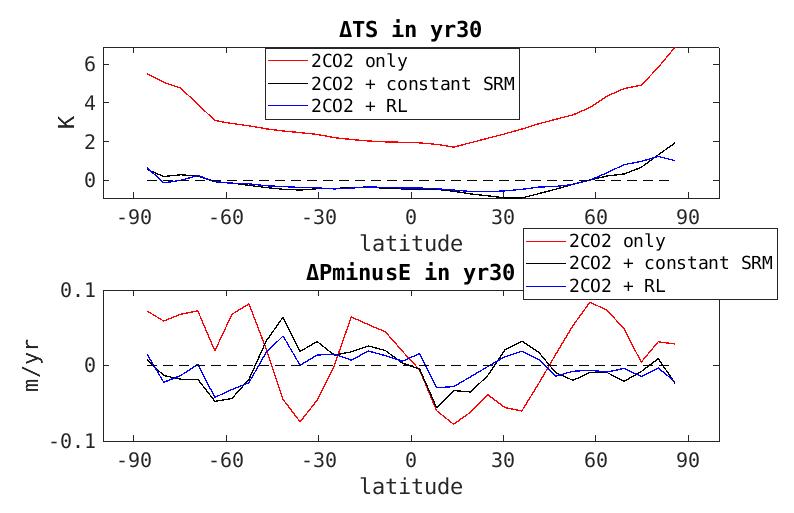 ΔTS in yr30
2CO2 only
2CO2 + constant SRM
2CO2 + RL
K
6
4
2
0
-90 -60 -30 0 30 60 90
latitude
ΔPminusE in yr30
2CO2 only
2CO2 + constant SRM
2CO2 + RL
m/yr
0.1
0
-0.1
-90 -60 -30 0 30 60 90
latitude